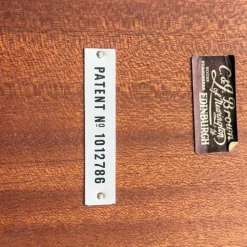 PATENT Nº 1012786
C & J Brown
of Newington
EDINBURGH